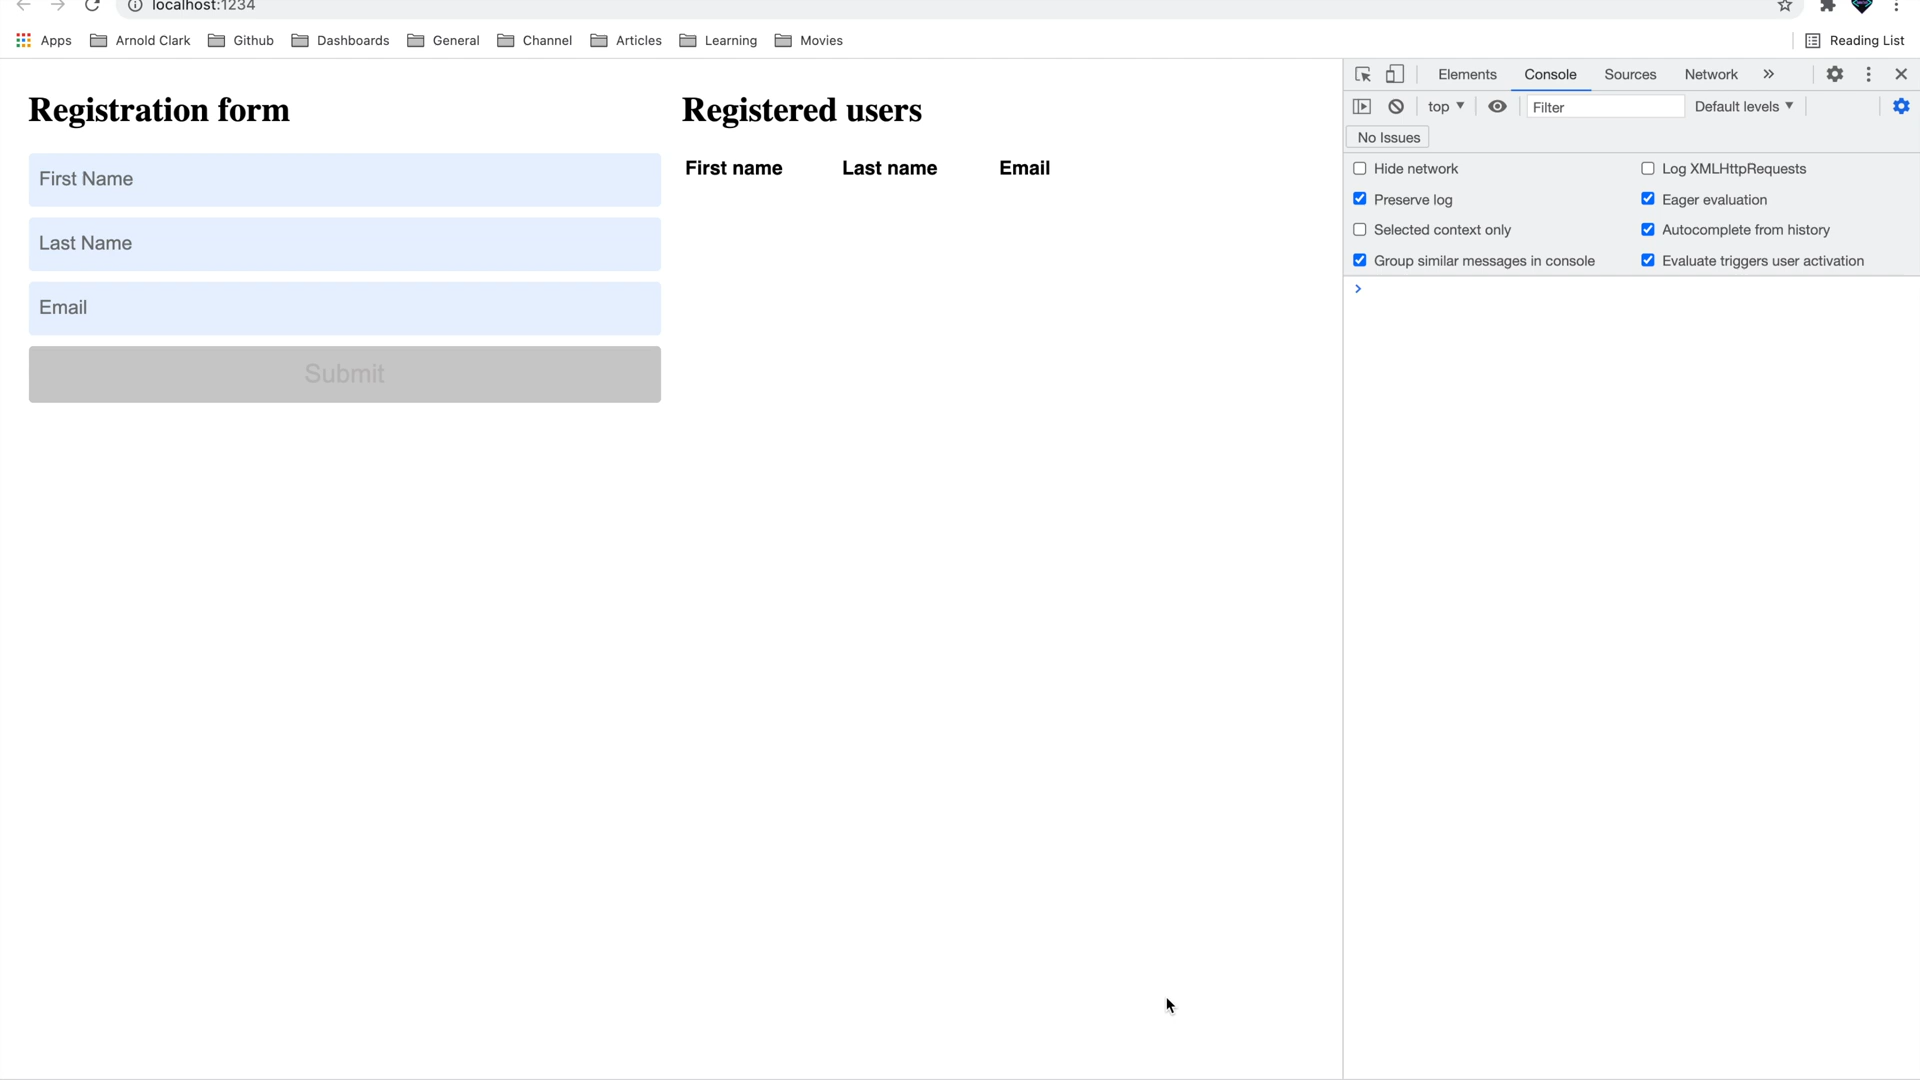 localhost:1234
Apps Arnold Clark Github Dashboards General Channel Articles Learning Movies Reading List
Registration form
First Name
Last Name
Email
Submit
Registered users
First name Last name Email
Elements Console Sources Network
top Filter Default levels
No Issues
Hide network Log XMLHttpRequests
Preserve log Eager evaluation
Selected context only Autocomplete from history
Group similar messages in console Evaluate triggers user activation